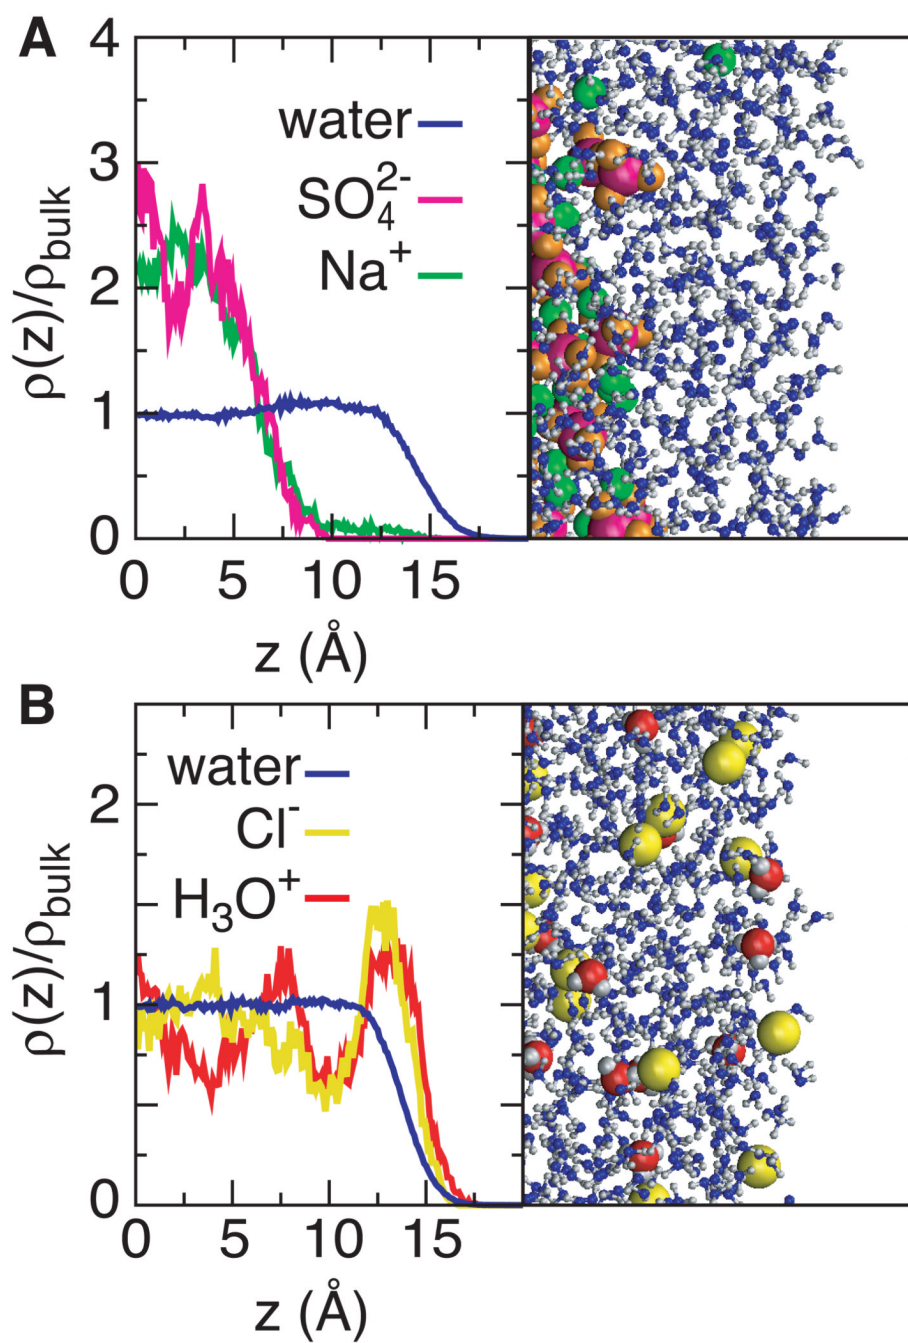 A
4
3
2
1
0
ρ(z)/ρbulk
water
SO₄²⁻
Na⁺
0 5 10 15
z (Å)
B
2
1
0
ρ(z)/ρbulk
water
Cl⁻
H₃O⁺
0 5 10 15
z (Å)